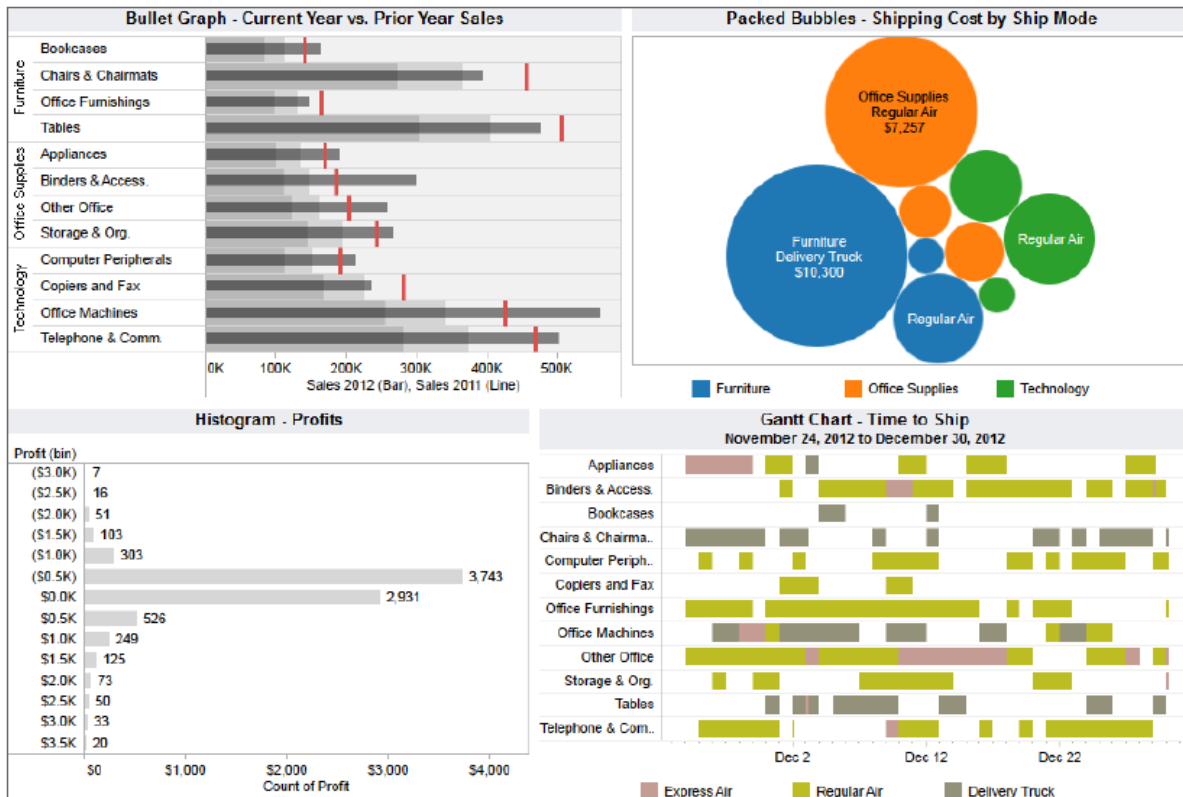 Bullet Graph - Current Year vs. Prior Year Sales
Furniture
Bookcases
Chairs & Chairmats
Office Furnishings
Tables
Office Supplies
Appliances
Binders & Access.
Other Office
Storage & Org.
Technology
Computer Peripherals
Copiers and Fax
Office Machines
Telephone & Comm.
0K 100K 200K 300K 400K 500K
Sales 2012 (Bar), Sales 2011 (Line)
Packed Bubbles - Shipping Cost by Ship Mode
Office Supplies
Regular Air
$7,257
Regular Air
Furniture
Delivery Truck
$10,300
Regular Air
Furniture Office Supplies Technology
Histogram - Profits
Profit (bin)
($3.0K) 7
($2.5K) 16
($2.0K) 51
($1.5K) 103
($1.0K) 303
($0.5K) 3,743
$0.0K 2,931
$0.5K 526
$1.0K 249
$1.5K 125
$2.0K 73
$2.5K 50
$3.0K 33
$3.5K 20
$0 $1,000 $2,000 $3,000 $4,000
Count of Profit
Gantt Chart - Time to Ship
November 24, 2012 to December 30, 2012
Appliances
Binders & Access.
Bookcases
Chairs & Chairma..
Computer Periph..
Copiers and Fax
Office Furnishings
Office Machines
Other Office
Storage & Org.
Tables
Telephone & Com..
Dec 2 Dec 12 Dec 22
Express Air Regular Air Delivery Truck